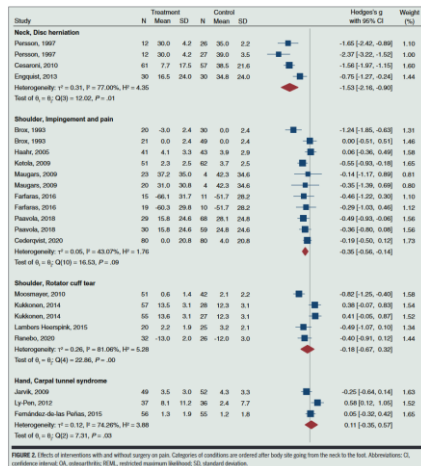 Treatment Control Hedges's g Weight
N Mean SD N Mean SD with 95% CI (%)
Neck, Disc herniation
Persson, 1997 12 30.0 4.2 26 35.0 2.2 -1.65 [-2.42, -0.89] 1.10
Persson, 1997 12 30.0 4.2 27 39.0 3.5 -2.37 [-3.22, -1.52] 1.00
Cesaroni, 2010 61 7.7 17.5 57 38.5 21.6 -1.56 [-1.97, -1.15] 1.60
Engquist, 2013 30 16.5 24.0 30 34.8 24.0 -0.75 [-1.27, -0.24] 1.44
Heterogeneity: τ² = 0.31, I² = 77.00%, H² = 4.35 -1.53 [-2.16, -0.90]
Test of θi = θj: Q(3) = 12.02, P = .01
Shoulder, Impingement and pain
Brox, 1993 20 -3.0 2.4 30 0.0 2.4 -1.24 [-1.85, -0.63] 1.31
Brox, 1993 21 0.0 2.4 49 0.0 2.4 0.00 [-0.51, 0.51] 1.46
Haahr, 2005 41 4.1 3.3 43 3.9 2.9 0.06 [-0.36, 0.49] 1.58
Ketola, 2009 51 2.3 2.5 62 3.7 2.5 -0.55 [-0.93, -0.18] 1.65
Maugars, 2009 23 37.2 35.0 4 42.3 34.6 -0.14 [-1.17, 0.89] 0.81
Maugars, 2009 20 31.0 30.8 4 42.3 34.6 -0.35 [-1.39, 0.69] 0.80
Farfaras, 2016 15 -66.1 31.7 11 -51.7 28.2 -0.46 [-1.22, 0.30] 1.10
Farfaras, 2016 19 -60.3 29.8 10 -51.7 28.2 -0.29 [-1.03, 0.46] 1.12
Paavola, 2018 29 15.8 24.6 68 28.1 24.8 -0.49 [-0.93, -0.06] 1.56
Paavola, 2018 30 15.8 24.6 59 24.8 24.8 -0.36 [-0.80, 0.08] 1.56
Cederqvist, 2020 80 0.0 20.8 80 4.0 20.8 -0.19 [-0.50, 0.12] 1.73
Heterogeneity: τ² = 0.05, I² = 43.07%, H² = 1.76 -0.35 [-0.56, -0.14]
Test of θi = θj: Q(10) = 16.53, P = .09
Shoulder, Rotator cuff tear
Moosmayer, 2010 51 0.6 1.4 42 2.1 2.2 -0.82 [-1.25, -0.40] 1.58
Kukkonen, 2014 57 13.5 3.1 28 12.3 3.1 0.38 [-0.07, 0.83] 1.54
Kukkonen, 2014 55 13.6 3.1 27 12.3 3.1 0.41 [-0.05, 0.87] 1.53
Lambers Heerspink, 2015 20 2.2 1.9 25 3.2 2.1 -0.49 [-1.07, 0.10] 1.34
Ranebo, 2020 32 -13.0 2.0 26 -12.0 3.0 -0.40 [-0.91, 0.12] 1.44
Heterogeneity: τ² = 0.26, I² = 81.06%, H² = 5.28 -0.18 [-0.67, 0.32]
Test of θi = θj: Q(4) = 22.86, P = .00
Hand, Carpal tunnel syndrome
Jarvik, 2009 49 3.5 3.0 52 4.3 3.3 -0.25 [-0.64, 0.14] 1.63
Ly-Pen, 2012 37 8.1 11.2 36 2.4 7.7 0.58 [0.12, 1.05] 1.52
Fernández-de-las Peñas, 2015 56 1.3 1.9 55 1.2 1.8 0.05 [-0.32, 0.42] 1.65
Heterogeneity: τ² = 0.12, I² = 74.26%, H² = 3.88 0.11 [-0.35, 0.57]
Test of θi = θj: Q(2) = 7.31, P = .03
FIGURE 2. Effects of interventions with and without surgery on pain. Categories of conditions are ordered after body site going from the neck to the foot. Abbreviations: CI,
confidence interval; OA, osteoarthritis; REML, restricted maximum likelihood; SD, standard deviation.